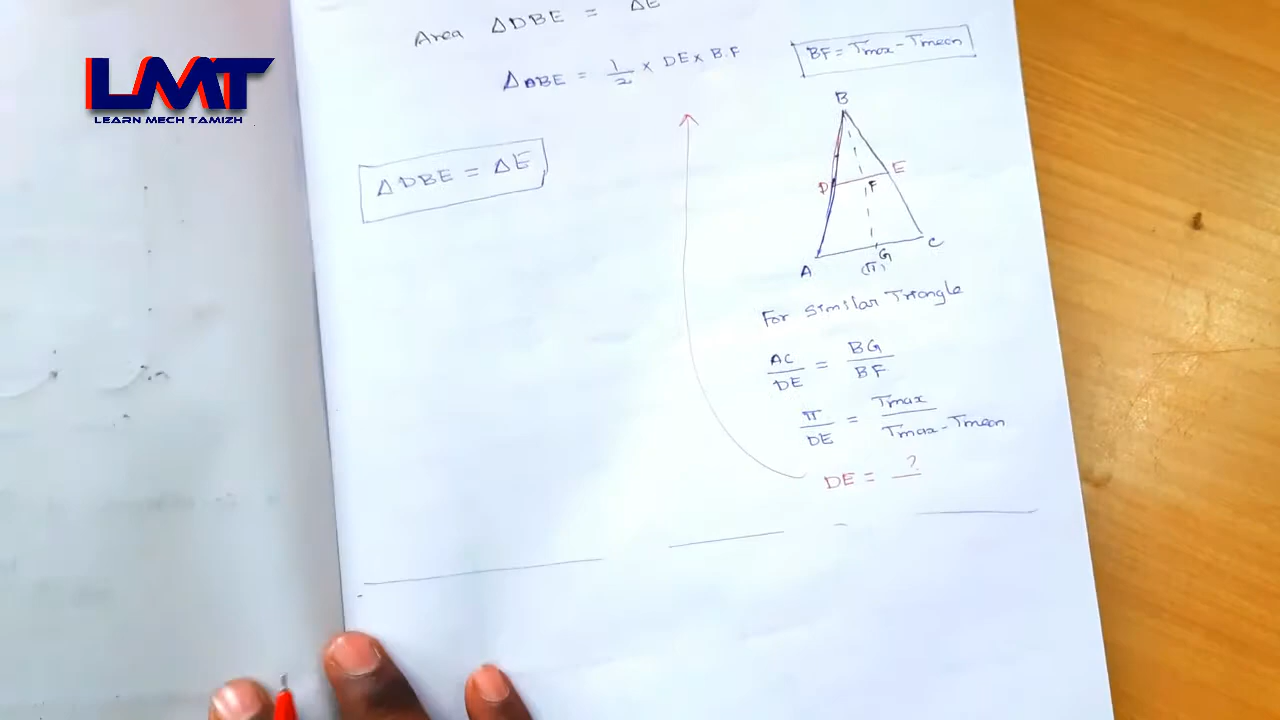 LMT
LEARN MECH TAMIZH
Area ΔDBE = ΔE
ΔDBE = 1/2 × DE × B.F
BF = Tmax - Tmean
ΔDBE = ΔE
B
D
E
F
A
G
C
(π)
For Similar Triangle
AC/DE = BG/BF
π/DE = Tmax/Tmax - Tmean
DE = ?